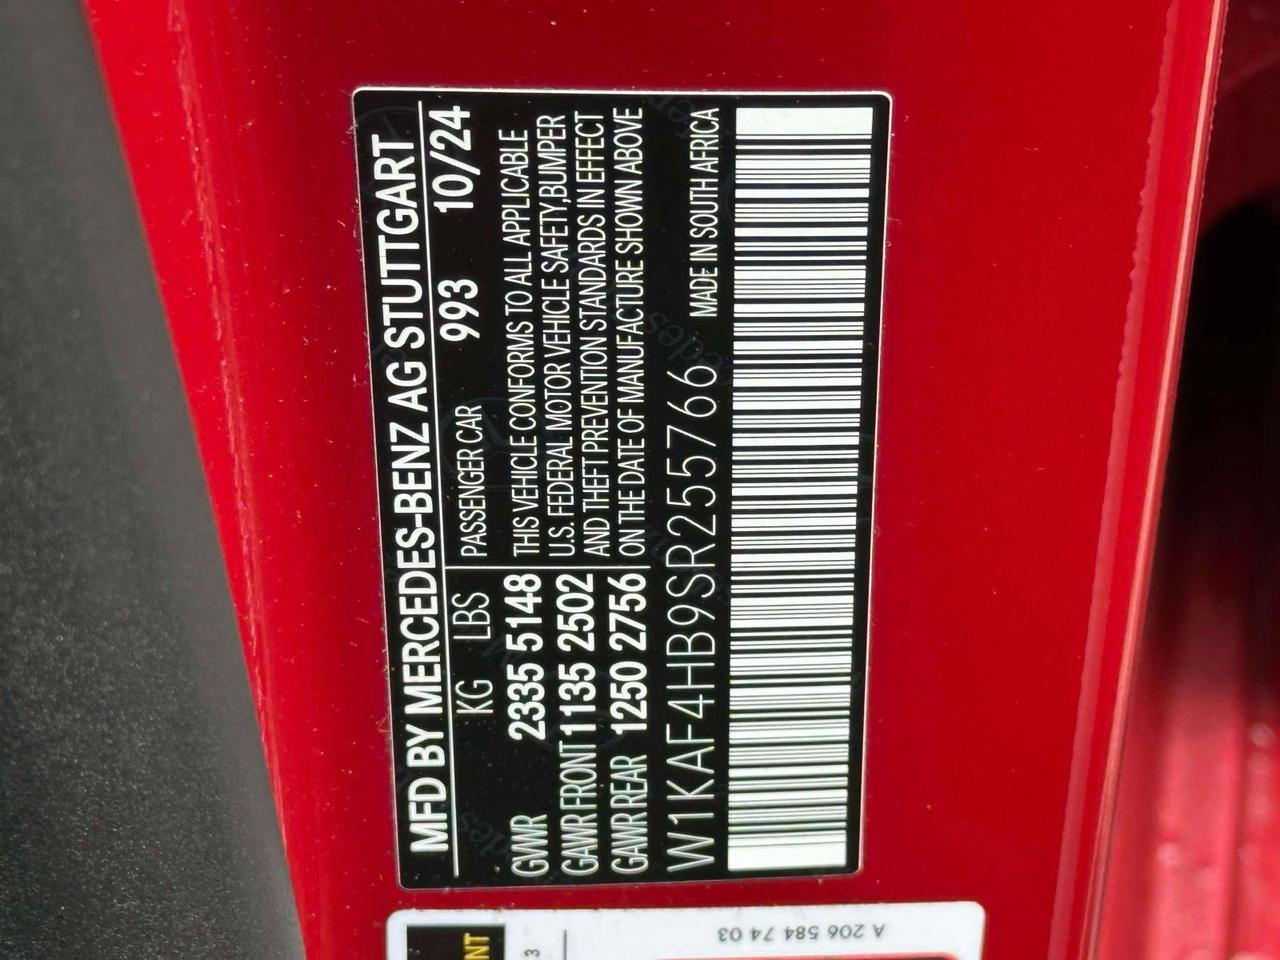 MFD BY MERCEDES-BENZ AG STUTTGART
KG LBS PASSENGER CAR 993 10/24
GVWR 2335 5148
GAWR FRONT 1135 2502
GAWR REAR 1250 2756
THIS VEHICLE CONFORMS TO ALL APPLICABLE
U.S. FEDERAL MOTOR VEHICLE SAFETY,BUMPER
AND THEFT PREVENTION STANDARDS IN EFFECT
ON THE DATE OF MANUFACTURE SHOWN ABOVE
W1KAF4HB9SR255766 MADE IN SOUTH AFRICA
A 206 584 74 03
3